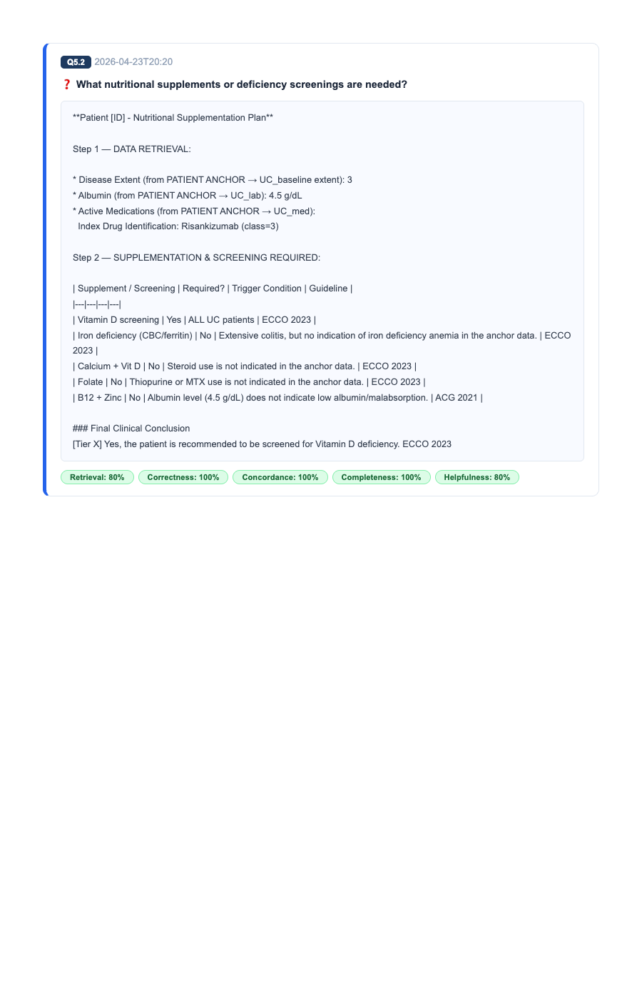 Q5.2 2026-04-23T20:20
❓ What nutritional supplements or deficiency screenings are needed?
**Patient [ID] - Nutritional Supplementation Plan**
Step 1 — DATA RETRIEVAL:
* Disease Extent (from PATIENT ANCHOR → UC_baseline extent): 3
* Albumin (from PATIENT ANCHOR → UC_lab): 4.5 g/dL
* Active Medications (from PATIENT ANCHOR → UC_med):
Index Drug Identification: Risankizumab (class=3)
Step 2 — SUPPLEMENTATION & SCREENING REQUIRED:
| Supplement / Screening | Required? | Trigger Condition | Guideline |
|---|---|---|---|
| Vitamin D screening | Yes | ALL UC patients | ECCO 2023 |
| Iron deficiency (CBC/ferritin) | No | Extensive colitis, but no indication of iron deficiency anemia in the anchor data. | ECCO
2023 |
| Calcium + Vit D | No | Steroid use is not indicated in the anchor data. | ECCO 2023 |
| Folate | No | Thiopurine or MTX use is not indicated in the anchor data. | ECCO 2023 |
| B12 + Zinc | No | Albumin level (4.5 g/dL) does not indicate low albumin/malabsorption. | ACG 2021 |
### Final Clinical Conclusion
[Tier X] Yes, the patient is recommended to be screened for Vitamin D deficiency. ECCO 2023
Retrieval: 80% Correctness: 100% Concordance: 100% Completeness: 100% Helpfulness: 80%